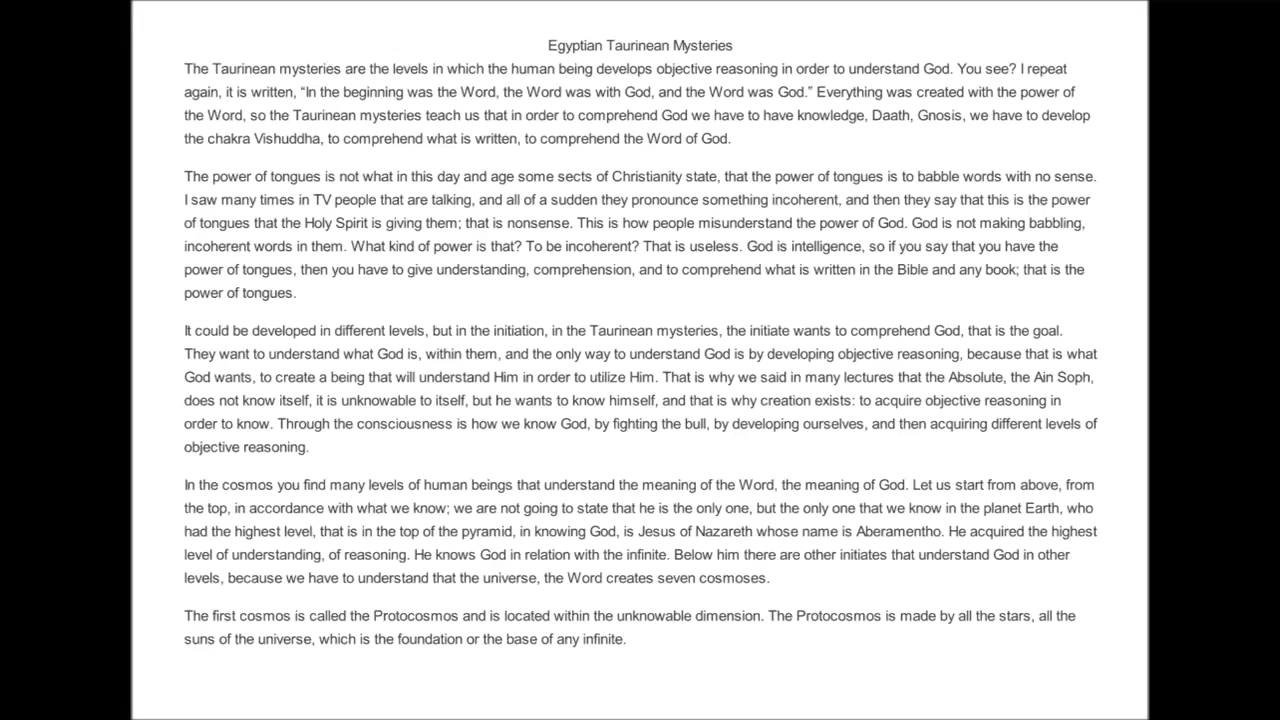 Egyptian Taurinean Mysteries
The Taurinean mysteries are the levels in which the human being develops objective reasoning in order to understand God. You see? I repeat
again, it is written, “In the beginning was the Word, the Word was with God, and the Word was God.” Everything was created with the power of
the Word, so the Taurinean mysteries teach us that in order to comprehend God we have to have knowledge, Daath, Gnosis, we have to develop
the chakra Vishuddha, to comprehend what is written, to comprehend the Word of God.
The power of tongues is not what in this day and age some sects of Christianity state, that the power of tongues is to babble words with no sense.
I saw many times in TV people that are talking, and all of a sudden they pronounce something incoherent, and then they say that this is the power
of tongues that the Holy Spirit is giving them; that is nonsense. This is how people misunderstand the power of God. God is not making babbling,
incoherent words in them. What kind of power is that? To be incoherent? That is useless. God is intelligence, so if you say that you have the
power of tongues, then you have to give understanding, comprehension, and to comprehend what is written in the Bible and any book; that is the
power of tongues.
It could be developed in different levels, but in the initiation, in the Taurinean mysteries, the initiate wants to comprehend God, that is the goal.
They want to understand what God is, within them, and the only way to understand God is by developing objective reasoning, because that is what
God wants, to create a being that will understand Him in order to utilize Him. That is why we said in many lectures that the Absolute, the Ain Soph,
does not know itself, it is unknowable to itself, but he wants to know himself, and that is why creation exists: to acquire objective reasoning in
order to know. Through the consciousness is how we know God, by fighting the bull, by developing ourselves, and then acquiring different levels of
objective reasoning.
In the cosmos you find many levels of human beings that understand the meaning of the Word, the meaning of God. Let us start from above, from
the top, in accordance with what we know; we are not going to state that he is the only one, but the only one that we know in the planet Earth, who
had the highest level, that is in the top of the pyramid, in knowing God, is Jesus of Nazareth whose name is Aberamentho. He acquired the highest
level of understanding, of reasoning. He knows God in relation with the infinite. Below him there are other initiates that understand God in other
levels, because we have to understand that the universe, the Word creates seven cosmoses.
The first cosmos is called the Protocosmos and is located within the unknowable dimension. The Protocosmos is made by all the stars, all the
suns of the universe, which is the foundation or the base of any infinite.